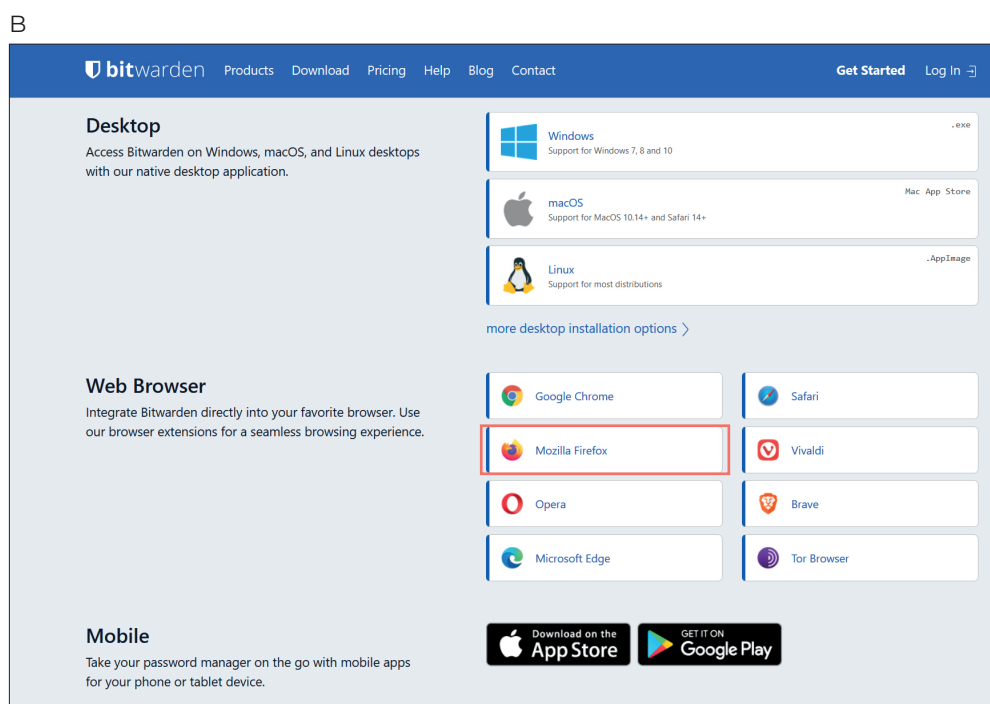 B
bitwarden Products Download Pricing Help Blog Contact Get Started Log In
Desktop
Access Bitwarden on Windows, macOS, and Linux desktops
with our native desktop application.
Windows
Support for Windows 7, 8 and 10
.exe
macOS
Support for MacOS 10.14+ and Safari 14+
Mac App Store
Linux
Support for most distributions
.AppImage
more desktop installation options
Web Browser
Integrate Bitwarden directly into your favorite browser. Use
our browser extensions for a seamless browsing experience.
Google Chrome
Safari
Mozilla Firefox
Vivaldi
Opera
Brave
Microsoft Edge
Tor Browser
Mobile
Take your password manager on the go with mobile apps
for your phone or tablet device.
Download on the
App Store
GET IT ON
Google Play